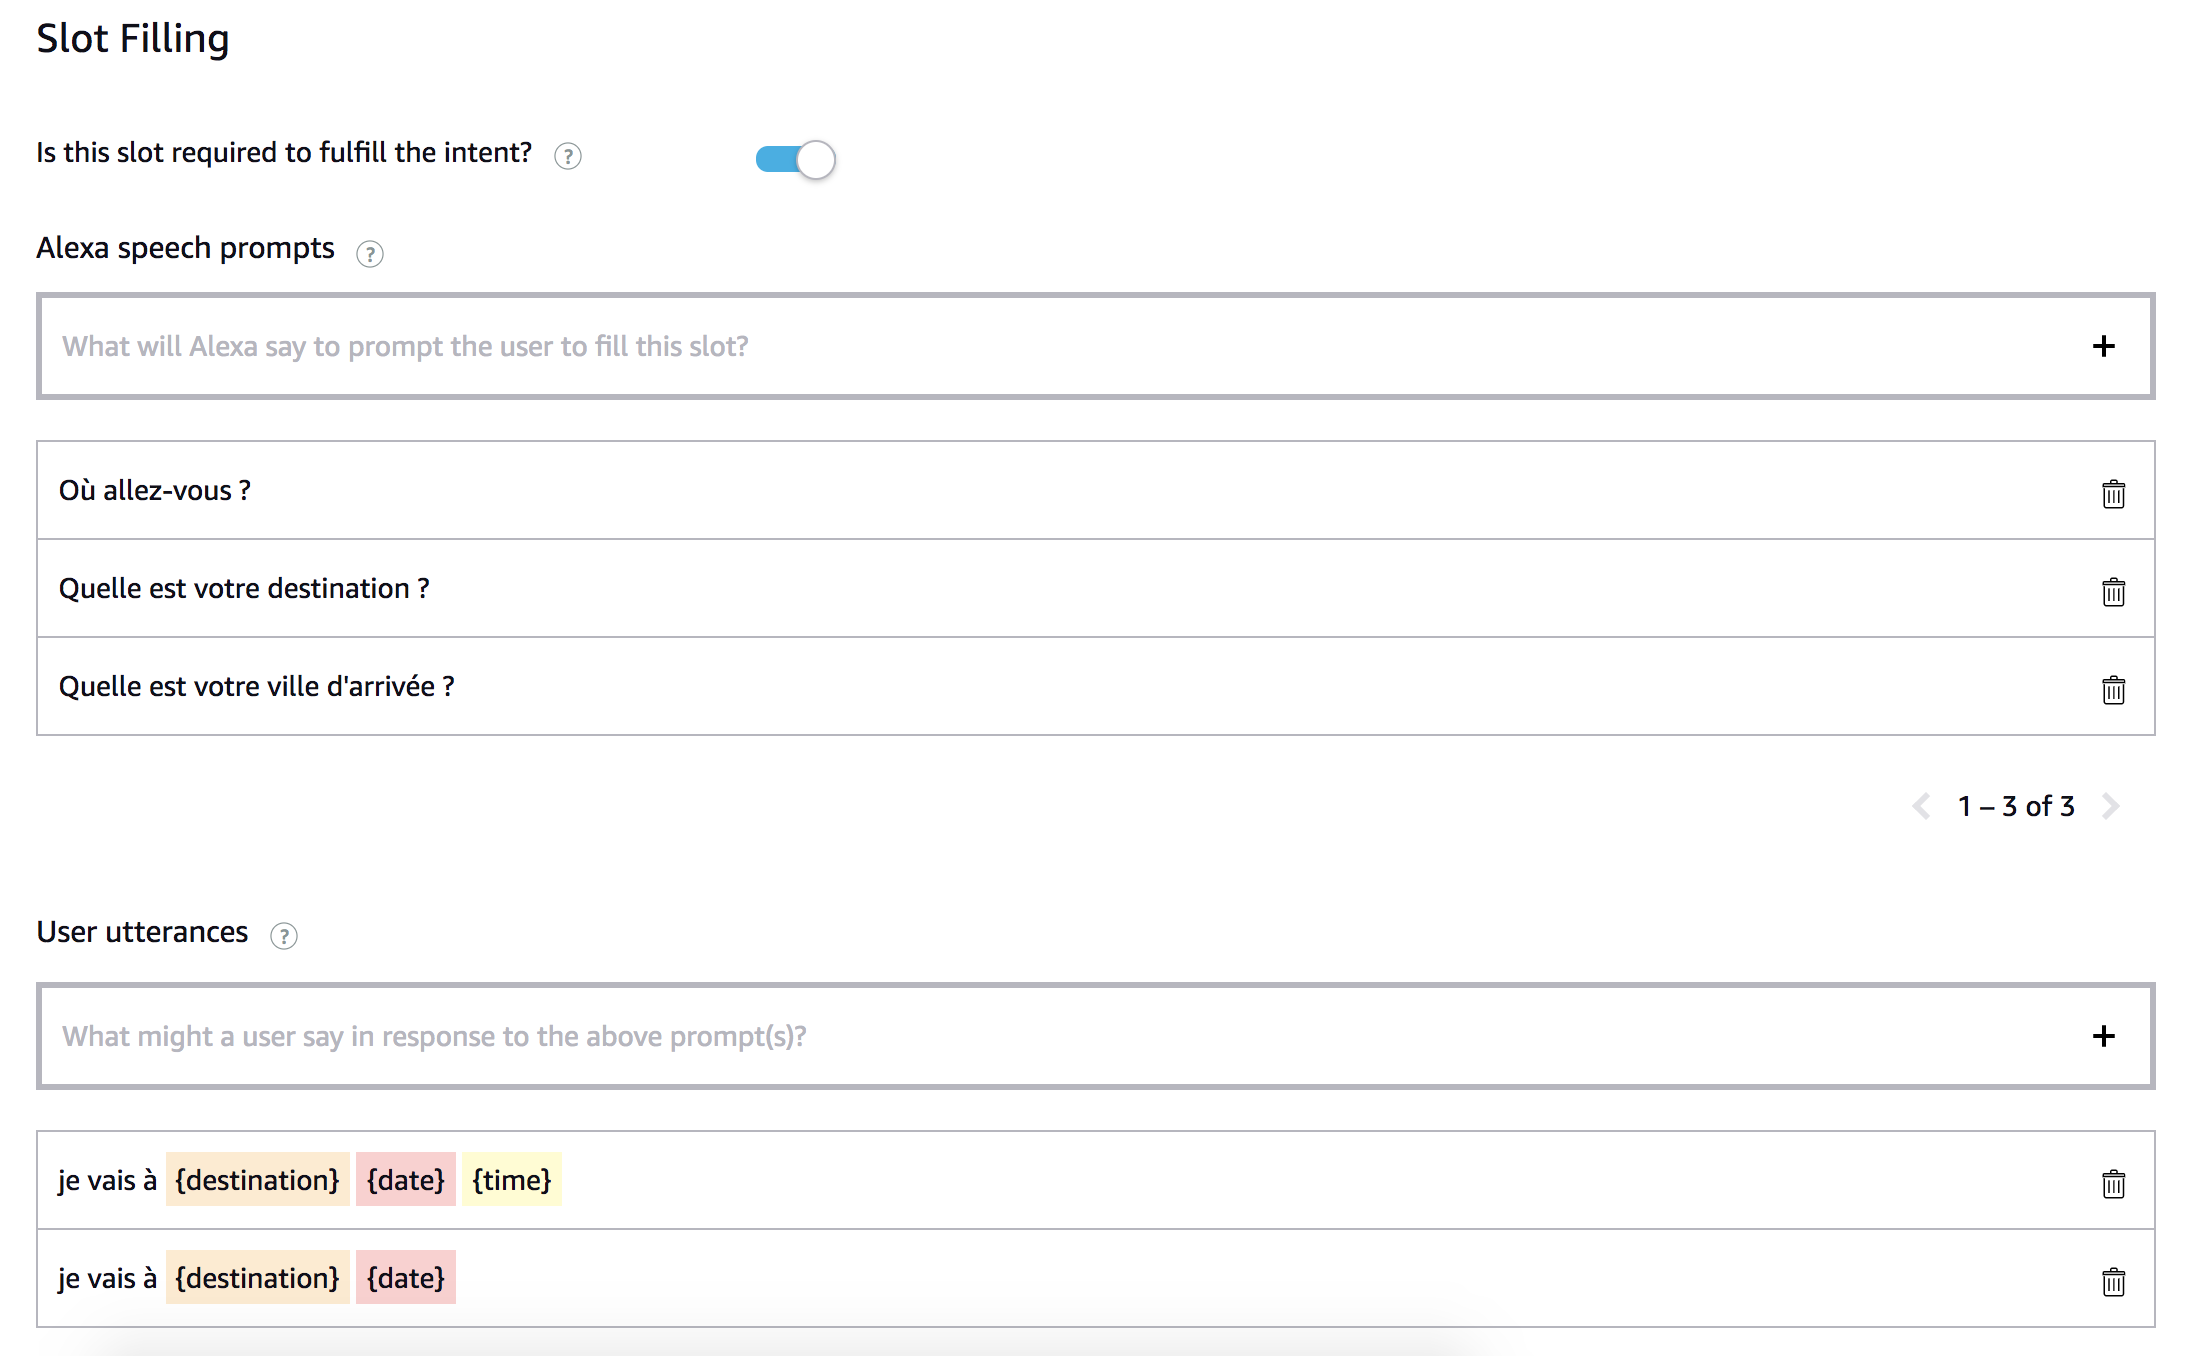 Slot Filling
Is this slot required to fulfill the intent? ?
Alexa speech prompts ?
What will Alexa say to prompt the user to fill this slot? +
Où allez-vous ?
Quelle est votre destination ?
Quelle est votre ville d'arrivée ?
1 – 3 of 3
User utterances ?
What might a user say in response to the above prompt(s)? +
je vais à {destination} {date} {time}
je vais à {destination} {date}